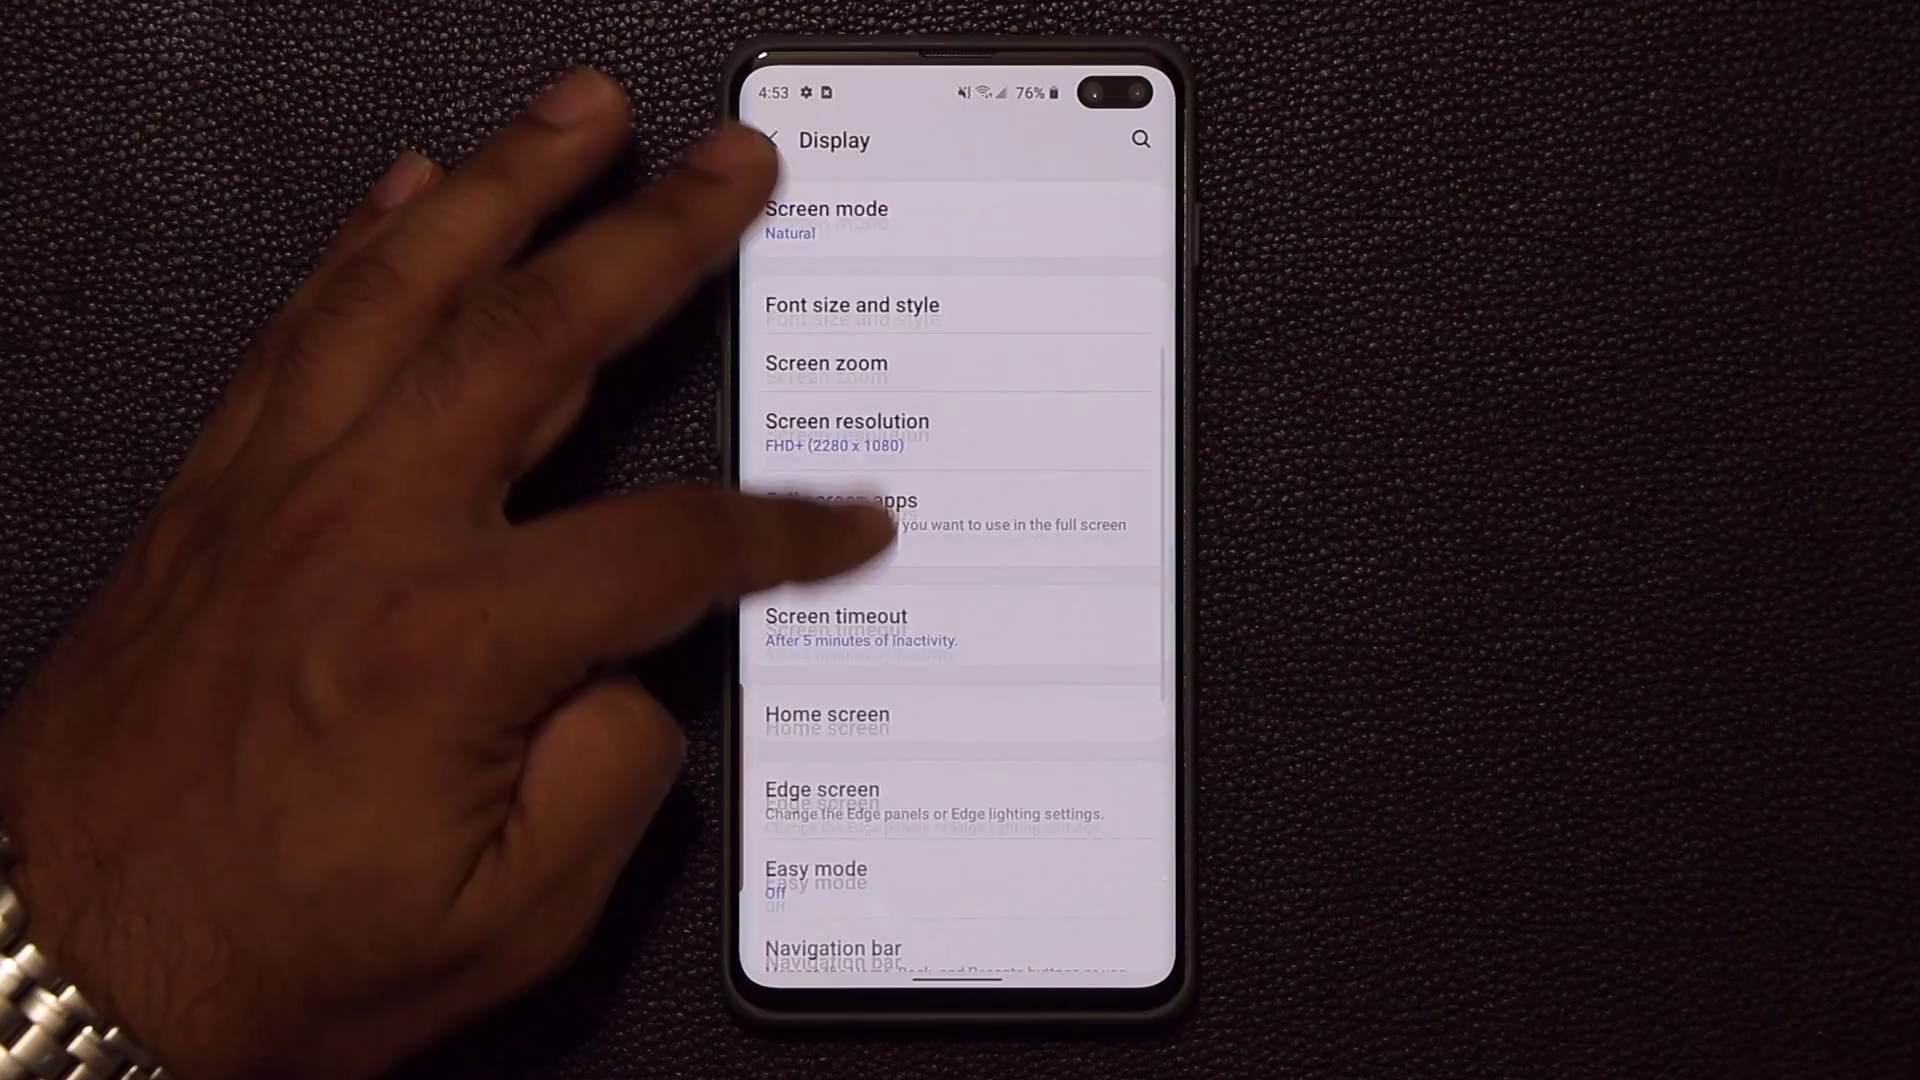 4:53 76%
Display
Screen mode
Natural
Font size and style
Screen zoom
Screen resolution
FHD+ (2280 x 1080)
apps
you want to use in the full screen
Screen timeout
After 5 minutes of inactivity.
Home screen
Edge screen
Change the Edge panels or Edge lighting settings.
Easy mode
Off
Navigation bar